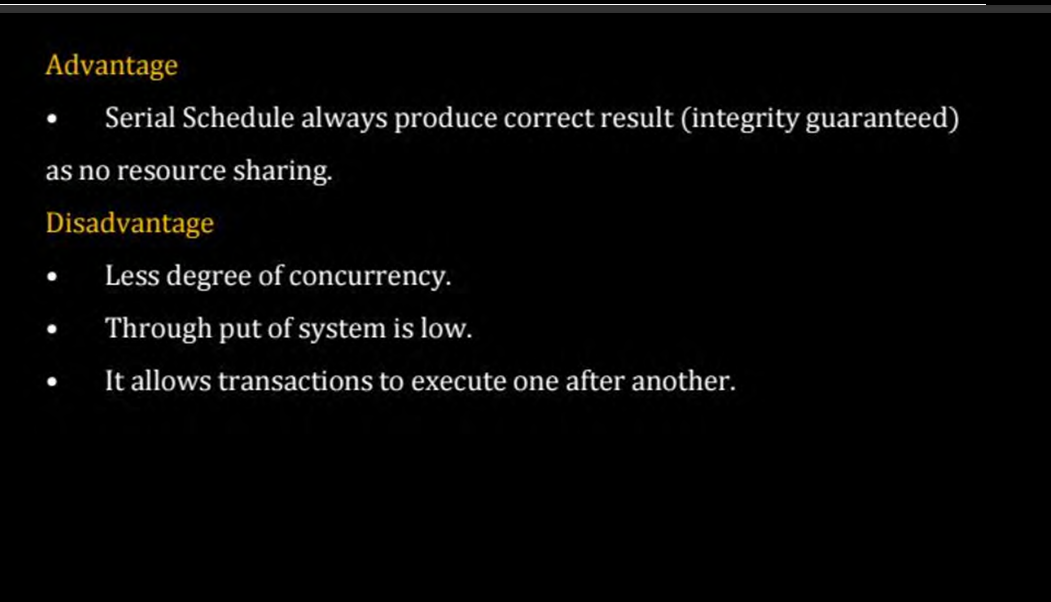 Advantage
• Serial Schedule always produce correct result (integrity guaranteed)
as no resource sharing.
Disadvantage
• Less degree of concurrency.
• Through put of system is low.
• It allows transactions to execute one after another.